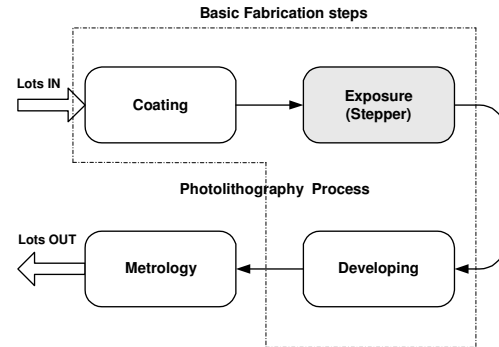 Basic Fabrication steps
Lots IN
Coating
Exposure
(Stepper)
Photolithography Process
Lots OUT
Metrology
Developing